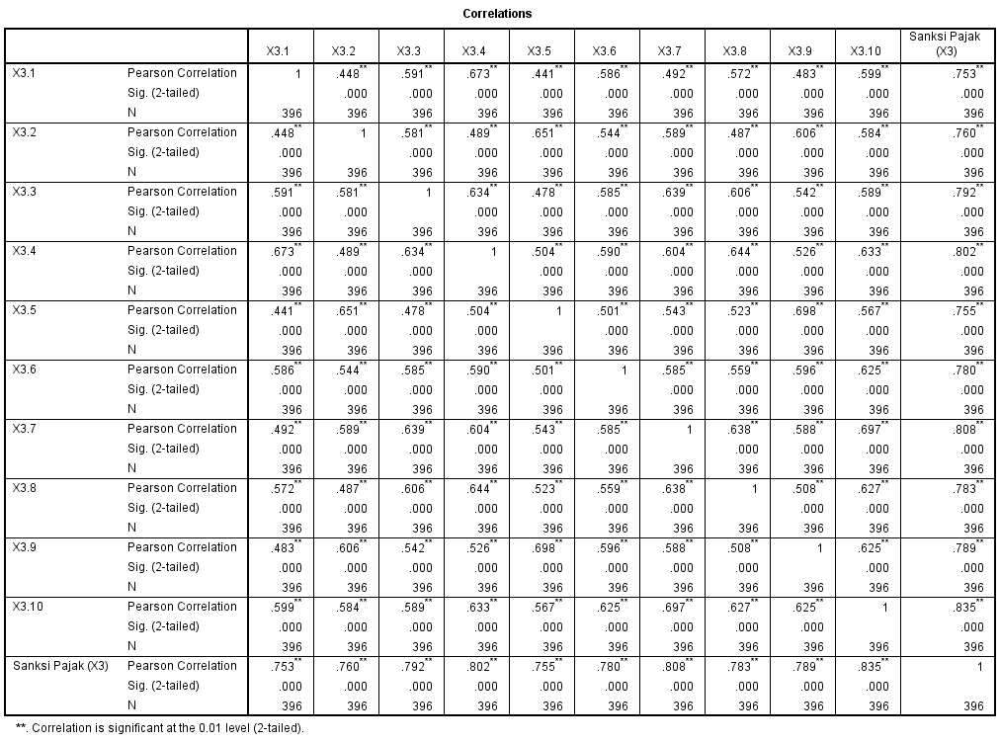 Correlations
X3.1 X3.2 X3.3 X3.4 X3.5 X3.6 X3.7 X3.8 X3.9 X3.10 Sanksi Pajak (X3)
X3.1 Pearson Correlation 1 .448** .591** .673** .441** .586** .492** .572** .483** .599** .753**
Sig. (2-tailed) .000 .000 .000 .000 .000 .000 .000 .000 .000 .000
N 396 396 396 396 396 396 396 396 396 396 396
X3.2 Pearson Correlation .448** 1 .581** .489** .651** .544** .589** .487** .606** .584** .760**
Sig. (2-tailed) .000 .000 .000 .000 .000 .000 .000 .000 .000 .000
N 396 396 396 396 396 396 396 396 396 396 396
X3.3 Pearson Correlation .591** .581** 1 .634** .478** .585** .639** .606** .542** .589** .792**
Sig. (2-tailed) .000 .000 .000 .000 .000 .000 .000 .000 .000 .000
N 396 396 396 396 396 396 396 396 396 396 396
X3.4 Pearson Correlation .673** .489** .634** 1 .504** .590** .604** .644** .526** .633** .802**
Sig. (2-tailed) .000 .000 .000 .000 .000 .000 .000 .000 .000 .000
N 396 396 396 396 396 396 396 396 396 396 396
X3.5 Pearson Correlation .441** .651** .478** .504** 1 .501** .543** .523** .698** .567** .755**
Sig. (2-tailed) .000 .000 .000 .000 .000 .000 .000 .000 .000 .000
N 396 396 396 396 396 396 396 396 396 396 396
X3.6 Pearson Correlation .586** .544** .585** .590** .501** 1 .585** .559** .596** .625** .780**
Sig. (2-tailed) .000 .000 .000 .000 .000 .000 .000 .000 .000 .000
N 396 396 396 396 396 396 396 396 396 396 396
X3.7 Pearson Correlation .492** .589** .639** .604** .543** .585** 1 .638** .588** .697** .808**
Sig. (2-tailed) .000 .000 .000 .000 .000 .000 .000 .000 .000 .000
N 396 396 396 396 396 396 396 396 396 396 396
X3.8 Pearson Correlation .572** .487** .606** .644** .523** .559** .638** 1 .508** .627** .783**
Sig. (2-tailed) .000 .000 .000 .000 .000 .000 .000 .000 .000 .000
N 396 396 396 396 396 396 396 396 396 396 396
X3.9 Pearson Correlation .483** .606** .542** .526** .698** .596** .588** .508** 1 .625** .789**
Sig. (2-tailed) .000 .000 .000 .000 .000 .000 .000 .000 .000 .000
N 396 396 396 396 396 396 396 396 396 396 396
X3.10 Pearson Correlation .599** .584** .589** .633** .567** .625** .697** .627** .625** 1 .835**
Sig. (2-tailed) .000 .000 .000 .000 .000 .000 .000 .000 .000 .000
N 396 396 396 396 396 396 396 396 396 396 396
Sanksi Pajak (X3) Pearson Correlation .753** .760** .792** .802** .755** .780** .808** .783** .789** .835** 1
Sig. (2-tailed) .000 .000 .000 .000 .000 .000 .000 .000 .000 .000
N 396 396 396 396 396 396 396 396 396 396 396
**. Correlation is significant at the 0.01 level (2-tailed).